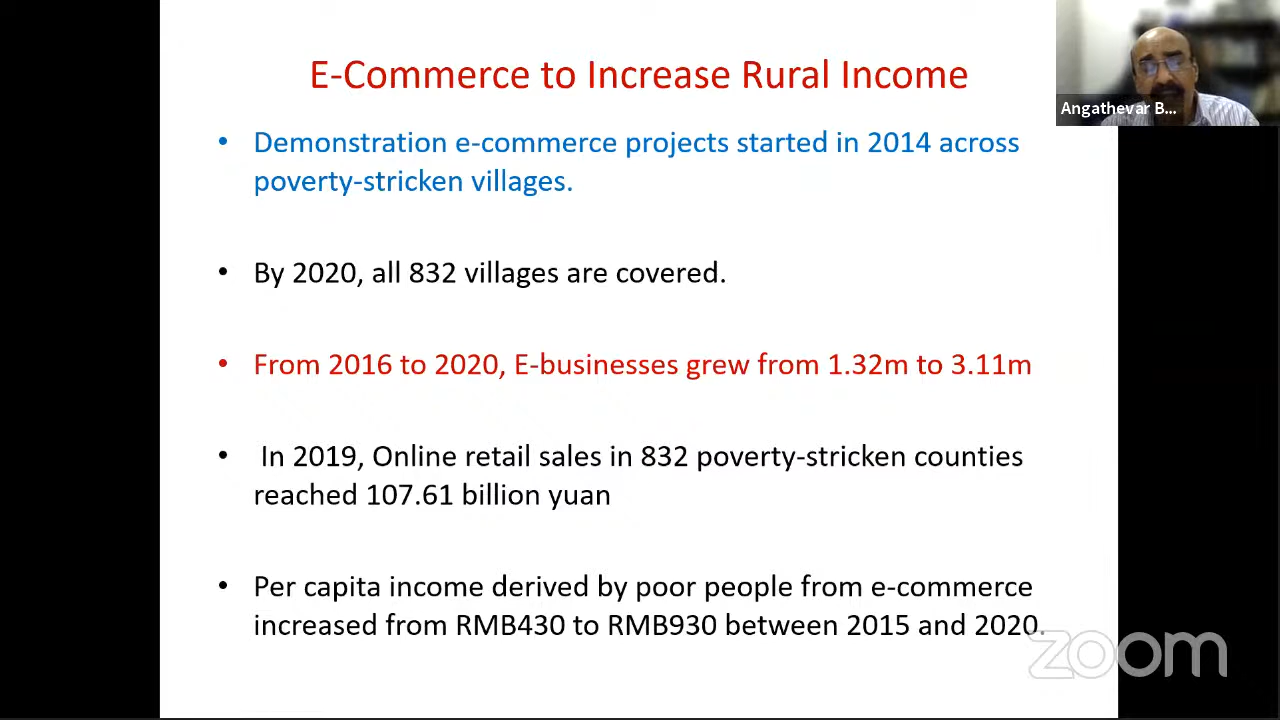 E-Commerce to Increase Rural Income
Angathevar B...
• Demonstration e-commerce projects started in 2014 across
poverty-stricken villages.
• By 2020, all 832 villages are covered.
• From 2016 to 2020, E-businesses grew from 1.32m to 3.11m
• In 2019, Online retail sales in 832 poverty-stricken counties
reached 107.61 billion yuan
• Per capita income derived by poor people from e-commerce
increased from RMB430 to RMB930 between 2015 and 2020.
zoom